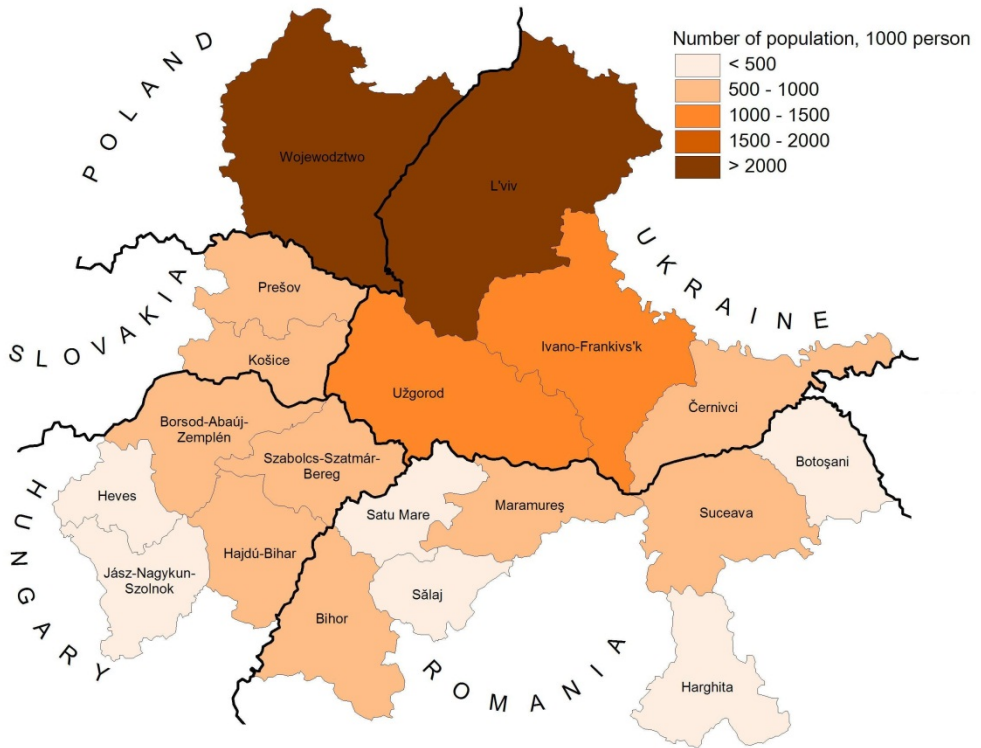 POLAND
Number of population, 1000 person
< 500
500 - 1000
1000 - 1500
1500 - 2000
> 2000
Wojewodztwo
L'viv
UKRAINE
SLOVAKIA
Prešov
Košice
Ivano-Frankivs'k
Užgorod
Černivci
Borsod-Abaúj-
Zemplén
Szabolcs-Szatmár-
Bereg
Botoşani
HUNGARY
Heves
Satu Mare
Maramureş
Suceava
Hajdú-Bihar
Jász-Nagykun-
Szolnok
Sălaj
Bihor
ROMANIA
Harghita